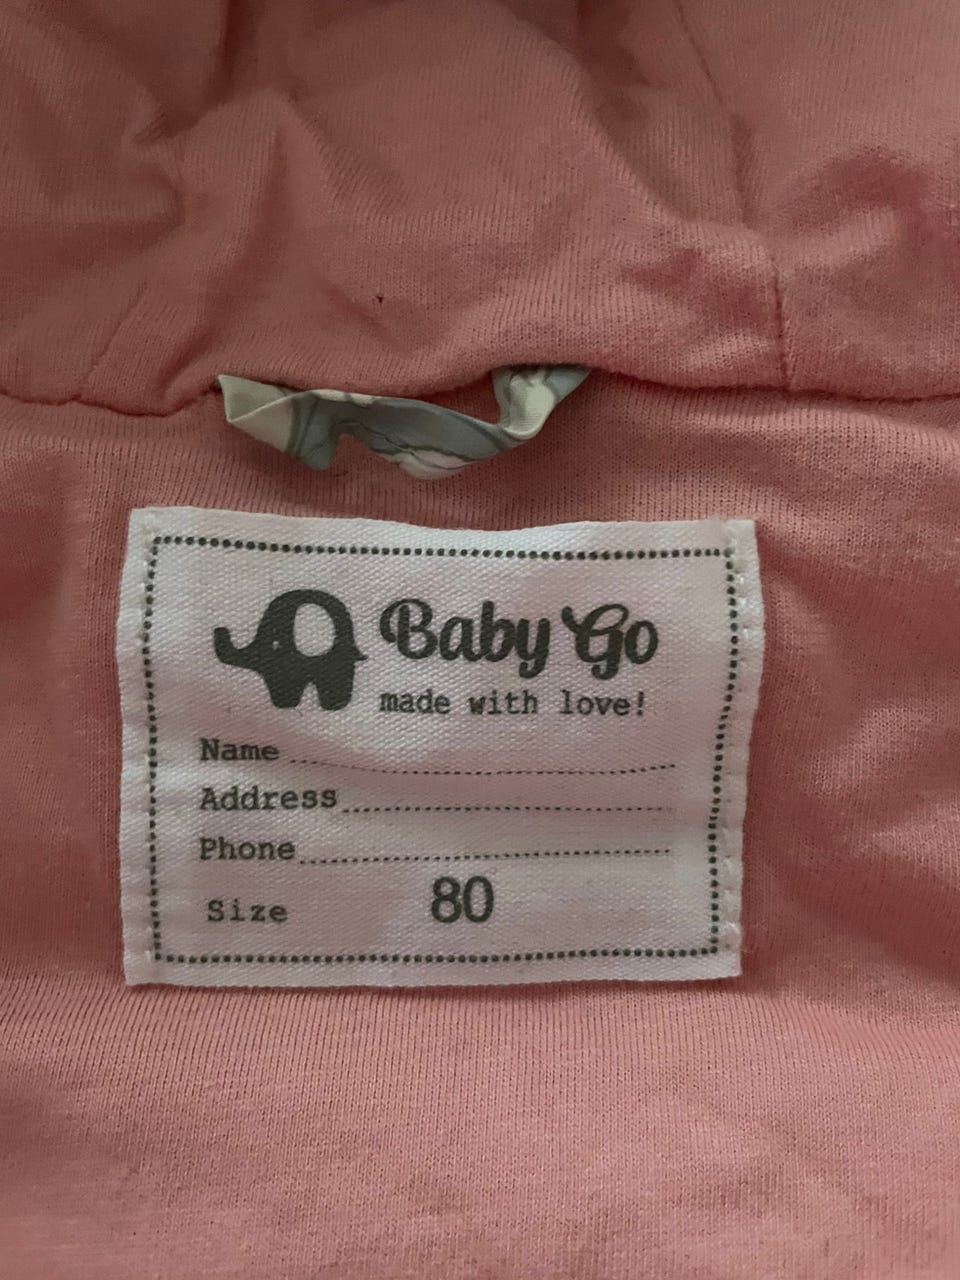 Baby Go
made with love!
Name
Address
Phone
Size 80